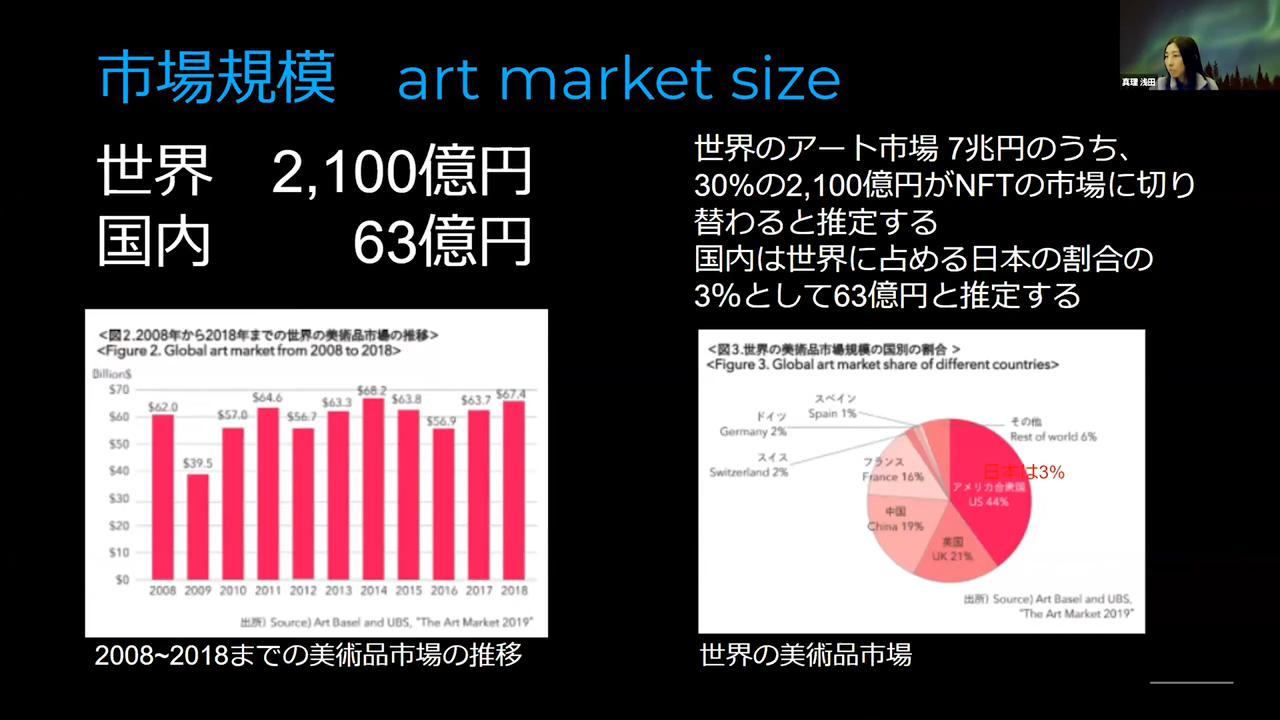 市場規模　art market size
真理 浅田
世界　2,100億円
国内　63億円
世界のアート市場 7兆円のうち、
30%の2,100億円がNFTの市場に切り
替わると推定する
国内は世界に占める日本の割合の
3%として63億円と推定する
<図2.2008年から2018年までの世界の美術品市場の推移>
<Figure 2. Global art market from 2008 to 2018>
Billion$
$70
$60
$50
$40
$30
$20
$10
$0
$62.0
$39.5
$57.0
$64.6
$56.7
$63.3
$68.2
$63.8
$56.9
$63.7
$67.4
2008 2009 2010 2011 2012 2013 2014 2015 2016 2017 2018
出所) Source) Art Basel and UBS, "The Art Market 2019"
2008~2018までの美術品市場の推移
<図3.世界の美術品市場規模の国別の割合 >
<Figure 3. Global art market share of different countries>
スペイン
Spain 1%
ドイツ
Germany 2%
スイス
Switzerland 2%
フランス
France 16%
中国
China 19%
英国
UK 21%
その他
Rest of world 6%
日本は3%
アメリカ合衆国
US 44%
出所) Source) Art Basel and UBS,
"The Art Market 2019"
世界の美術品市場